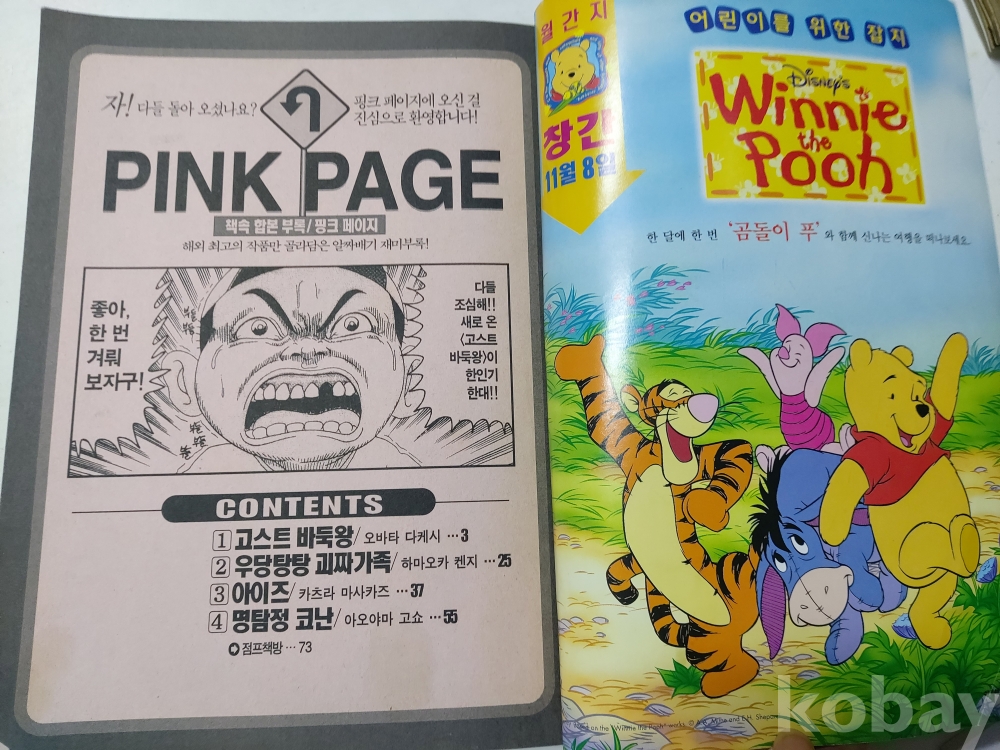 자! 다들 돌아 오셨나요?
핑크 페이지에 오신 걸
진심으로 환영합니다!
PINK PAGE
책속 합본 부록/핑크 페이지
해외 최고의 작품만 골라담은 알짜배기 재미부록!
좋아,
한 번
겨뤄
보자구!
다들
조심해!!
새로 온
〈고스트
바둑왕〉이
한인기
한대!!
CONTENTS
1 고스트 바둑왕/오바타 다케시 …3
2 우당탕탕 괴짜가족/하마오카 켄지 …25
3 아이즈/카츠라 마사카즈 …37
4 명탐정 코난/아오야마 고쇼 …55
점프책방 … 73
월간지
창간
11월 8일
어린이를 위한 잡지
DISNEY'S
Winnie
the
Pooh
한 달에 한 번 '곰돌이 푸'와 함께 신나는 여행을 떠나보세요.
Based on the "Winnie the Pooh" works © A.A. Milne and E.H. Shepard
kobay